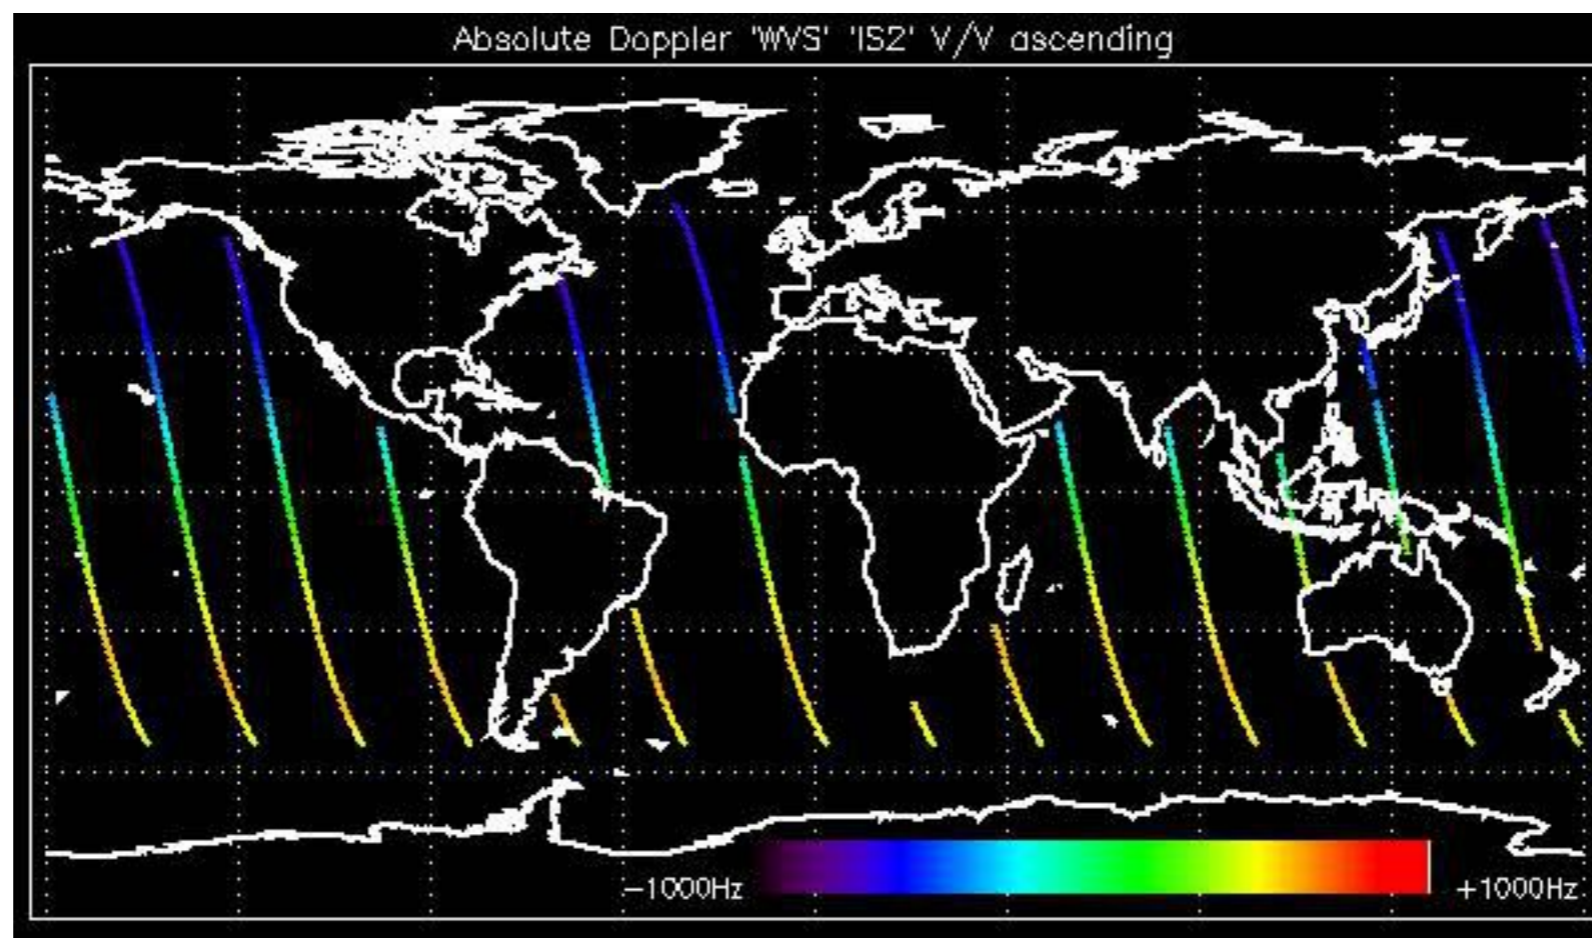 Absolute Doppler 'WVS' 'IS2' V/V ascending
-1000Hz +1000Hz